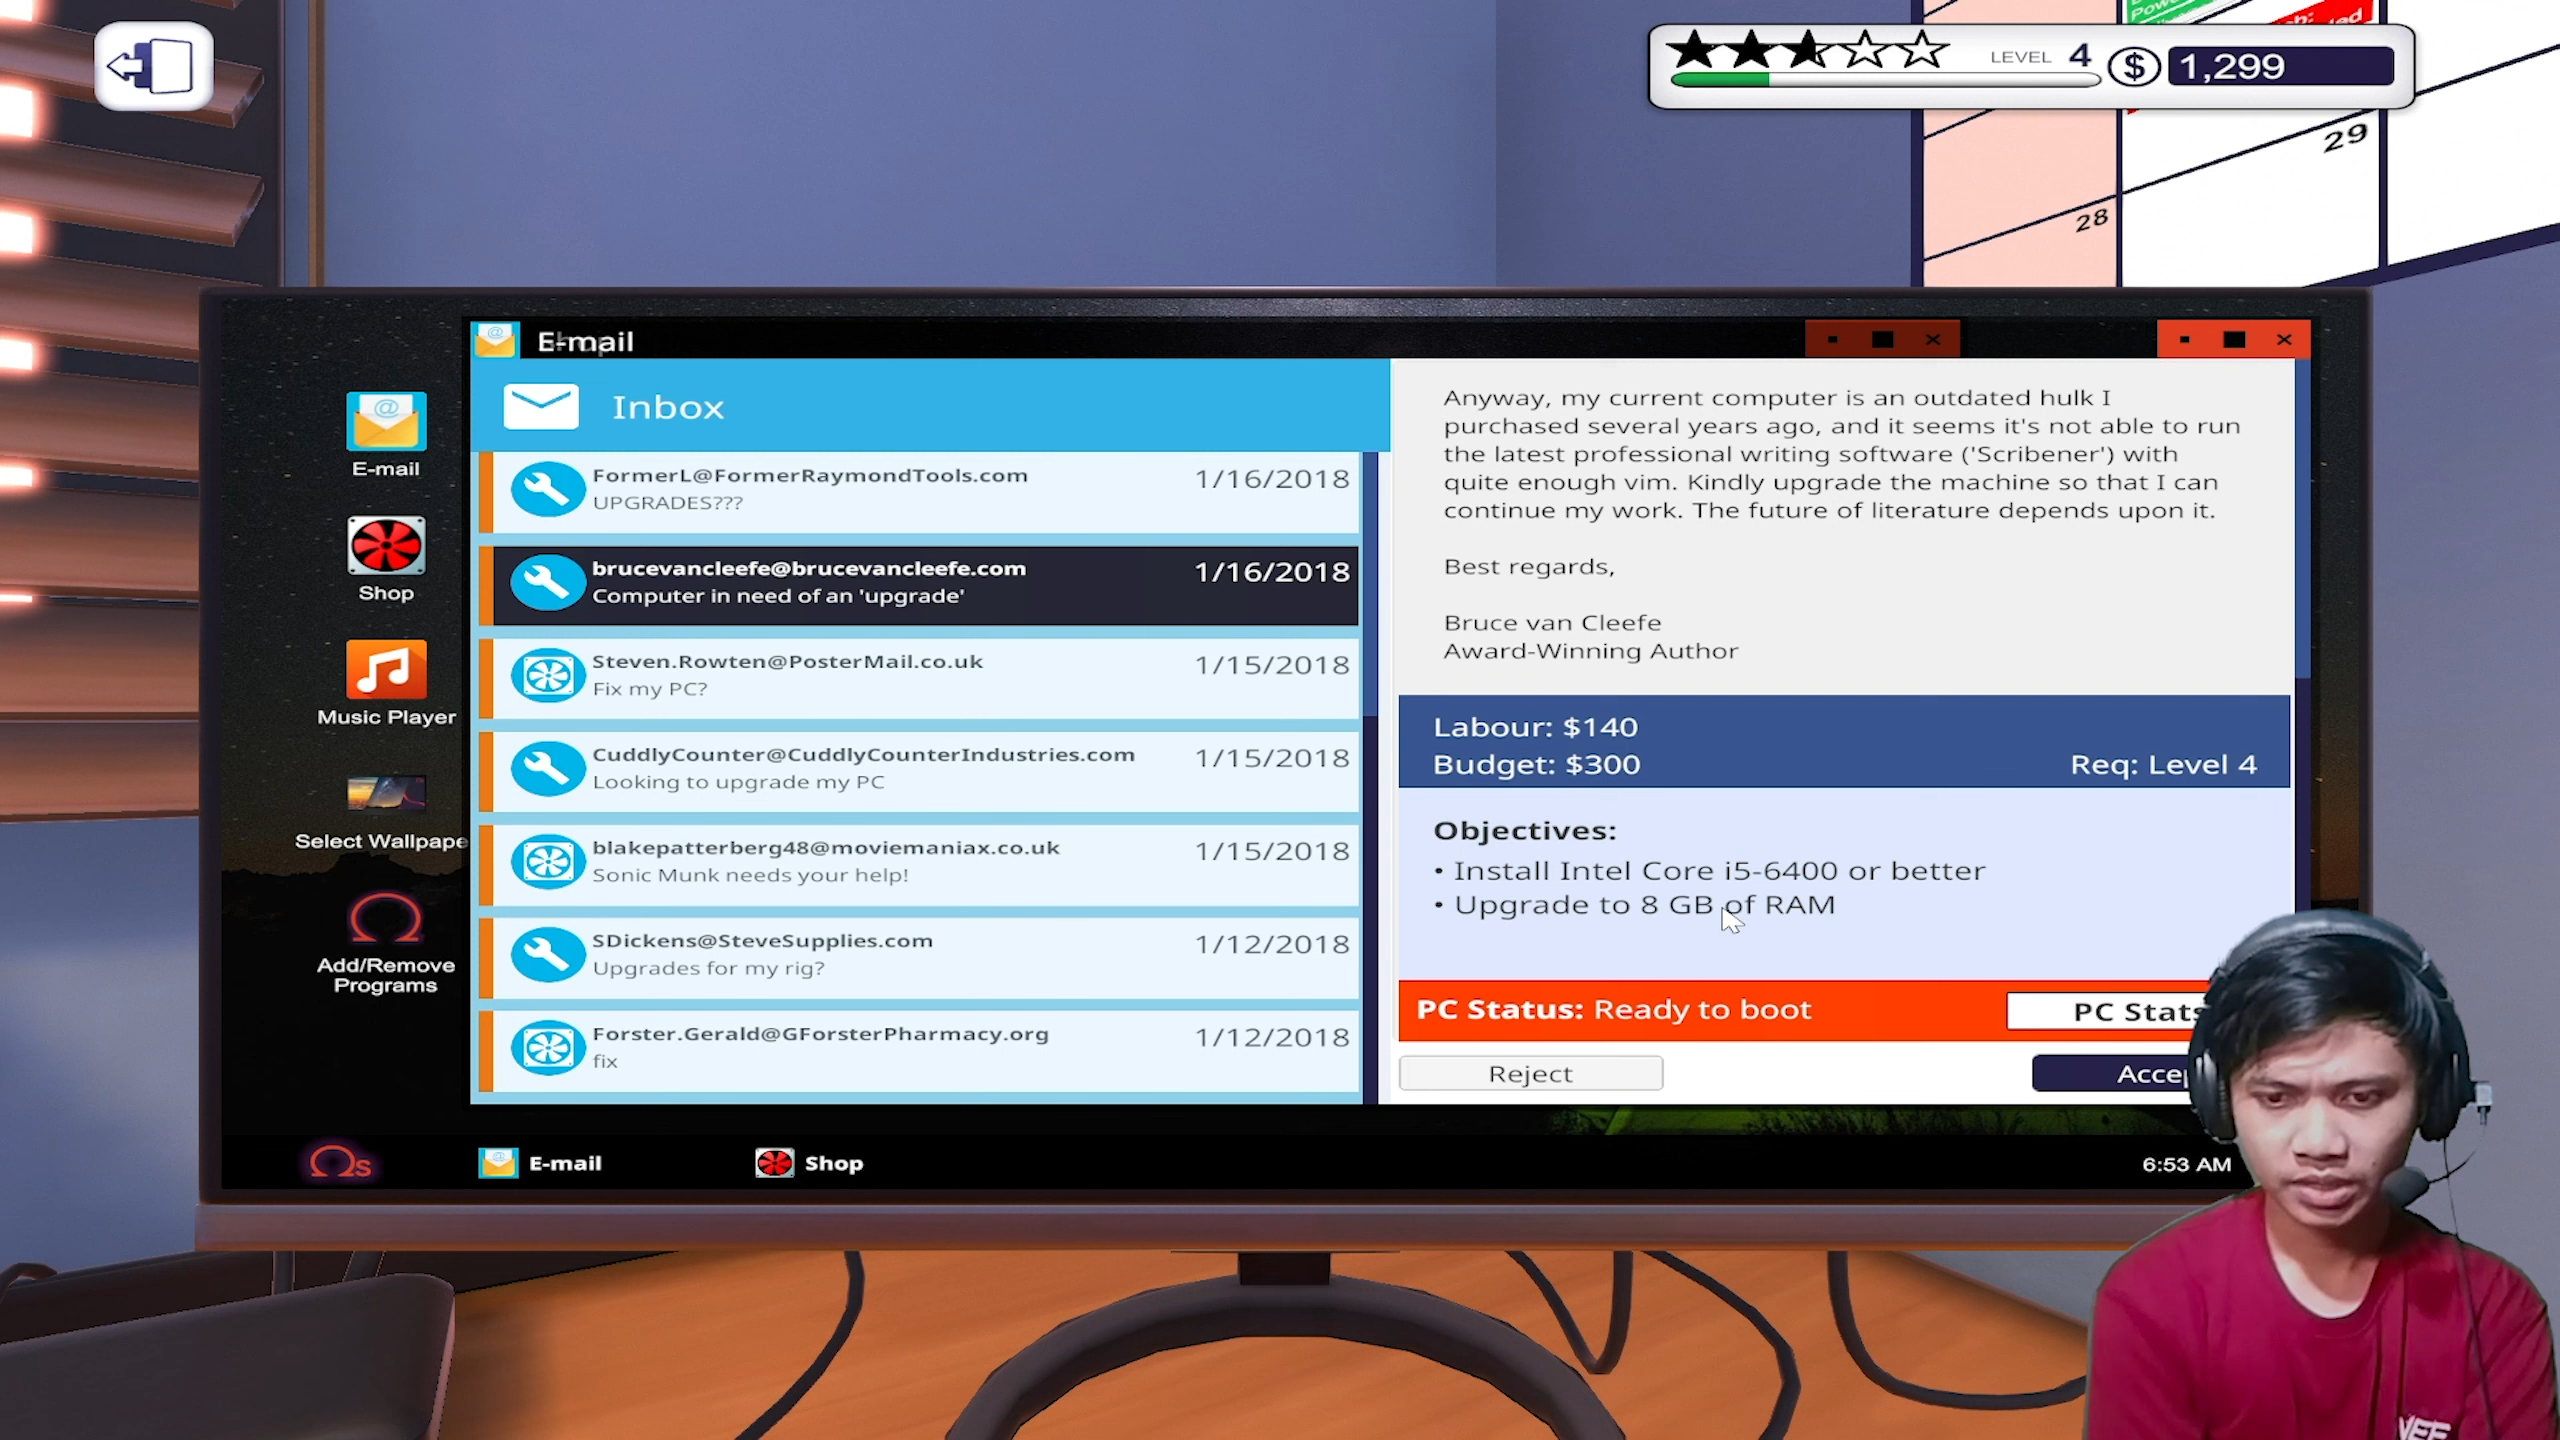 LEVEL 4
$ 1,299
29
28
E-mail
E-mail
Shop
Music Player
Select Wallpape
Add/Remove
Programs
Inbox
FormerL@FormerRaymondTools.com 1/16/2018
UPGRADES???
brucevancleefe@brucevancleefe.com 1/16/2018
Computer in need of an 'upgrade'
Steven.Rowten@PosterMail.co.uk 1/15/2018
Fix my PC?
CuddlyCounter@CuddlyCounterIndustries.com 1/15/2018
Looking to upgrade my PC
blakepatterberg48@moviemaniax.co.uk 1/15/2018
Sonic Munk needs your help!
SDickens@SteveSupplies.com 1/12/2018
Upgrades for my rig?
Forster.Gerald@GForsterPharmacy.org 1/12/2018
fix
Anyway, my current computer is an outdated hulk I
purchased several years ago, and it seems it's not able to run
the latest professional writing software ('Scribener') with
quite enough vim. Kindly upgrade the machine so that I can
continue my work. The future of literature depends upon it.
Best regards,
Bruce van Cleefe
Award-Winning Author
Labour: $140
Budget: $300 Req: Level 4
Objectives:
• Install Intel Core i5-6400 or better
• Upgrade to 8 GB of RAM
PC Status: Ready to boot PC Stats
Reject Accep
Ωs E-mail Shop 6:53 AM